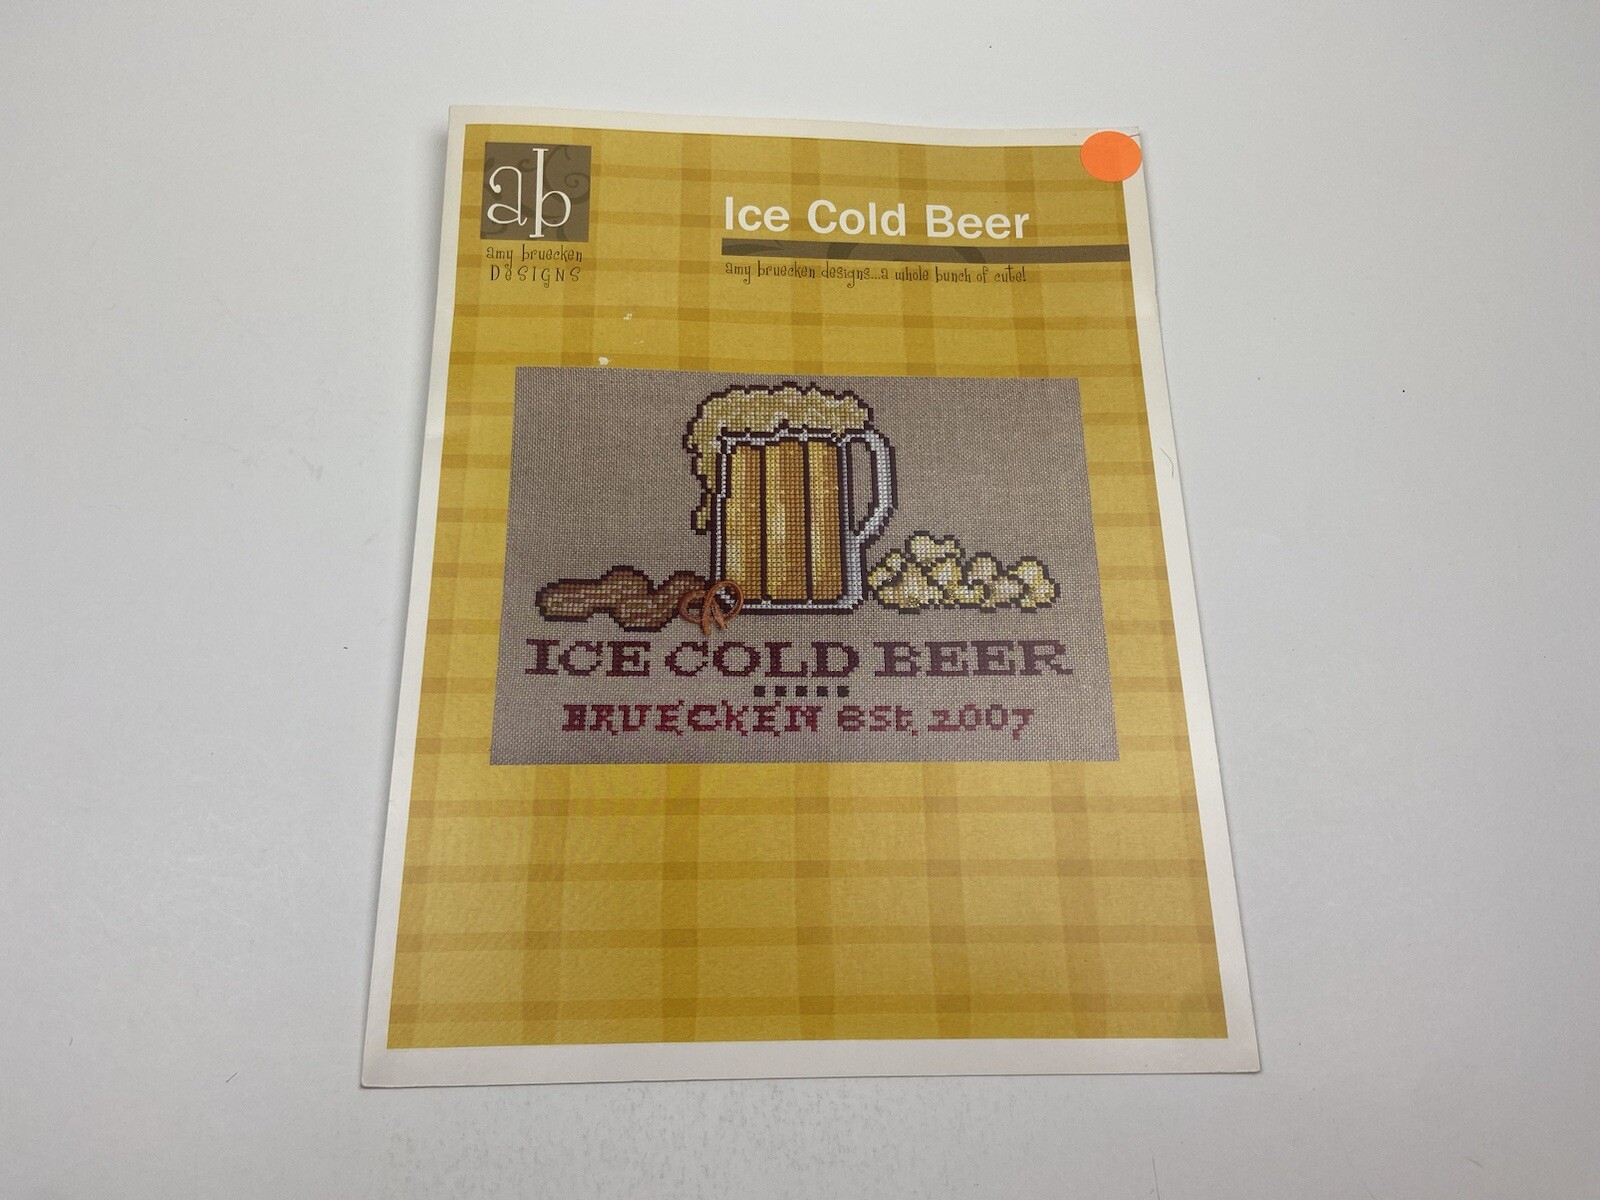 ab
amy bruecken
DESIGNS
Ice Cold Beer
amy bruecken designs...a whole bunch of cute!
ICE COLD BEER
BRUECKEN est. 2007